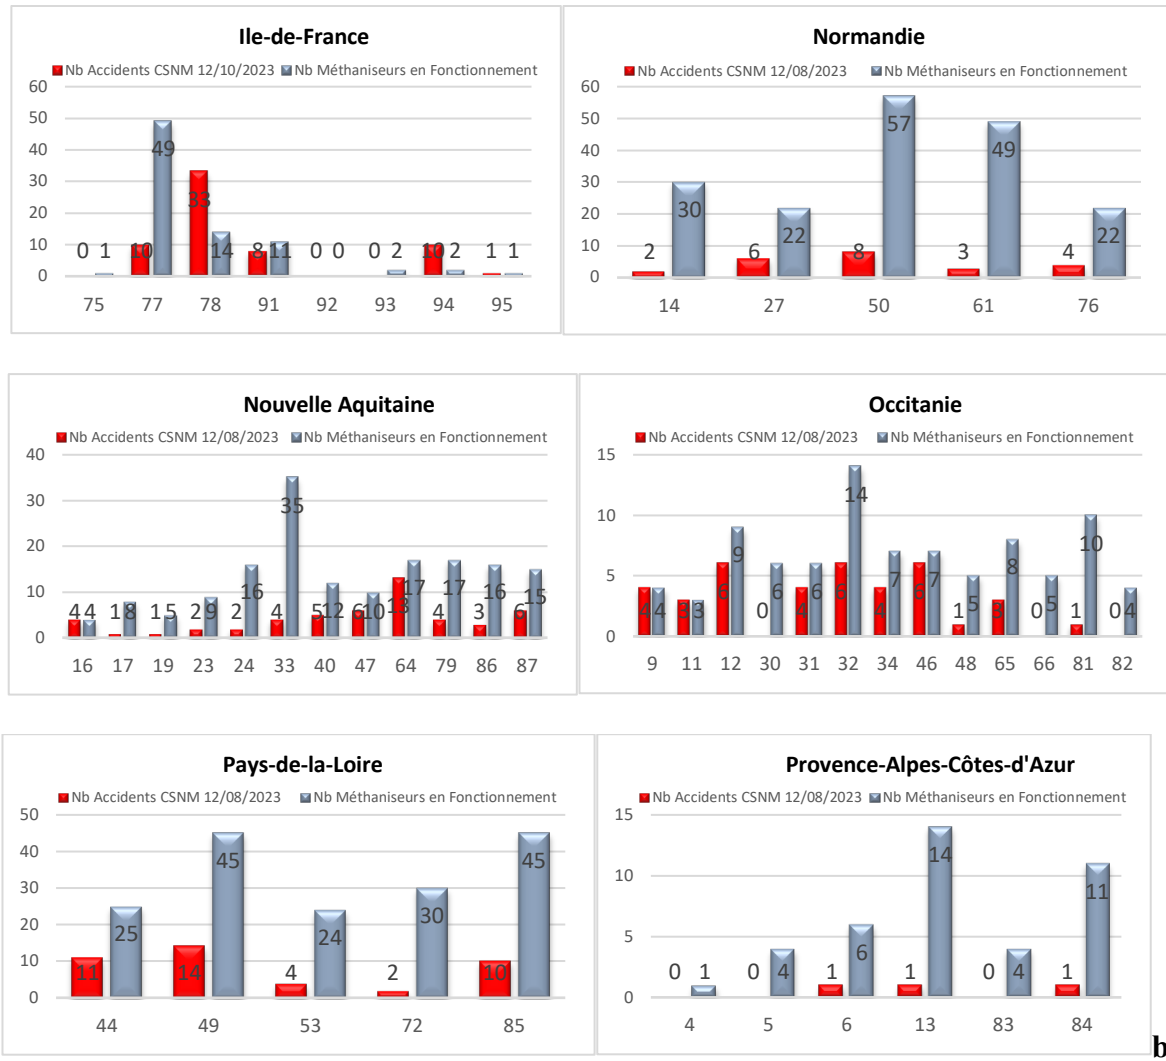 Ile-de-France
Nb Accidents CSNM 12/10/2023 Nb Méthaniseurs en Fonctionnement
60
50
40
30
20
10
0
0 1 10 49 33 14 8 11 0 0 0 2 10 2 1 1
75 77 78 91 92 93 94 95
Normandie
Nb Accidents CSNM 12/08/2023 Nb Méthaniseurs en Fonctionnement
60
50
40
30
20
10
0
2 30 6 22 8 57 3 49 4 22
14 27 50 61 76
Nouvelle Aquitaine
Nb Accidents CSNM 12/08/2023 Nb Méthaniseurs en Fonctionnement
40
30
20
10
0
4 4 1 8 1 5 2 9 2 16 4 35 5 12 6 10 13 17 4 17 3 16 6 15
16 17 19 23 24 33 40 47 64 79 86 87
Occitanie
Nb Accidents CSNM 12/08/2023 Nb Méthaniseurs en Fonctionnement
15
10
5
0
4 4 3 3 6 9 0 6 4 6 6 14 4 7 6 7 1 5 3 8 0 5 1 10 0 4
9 11 12 30 31 32 34 46 48 65 66 81 82
Pays-de-la-Loire
Nb Accidents CSNM 12/08/2023 Nb Méthaniseurs en Fonctionnement
50
40
30
20
10
0
11 25 14 45 4 24 2 30 10 45
44 49 53 72 85
Provence-Alpes-Côtes-d'Azur
Nb Accidents CSNM 12/08/2023 Nb Méthaniseurs en Fonctionnement
15
10
5
0
0 1 0 4 1 6 1 14 0 4 1 11
4 5 6 13 83 84
b